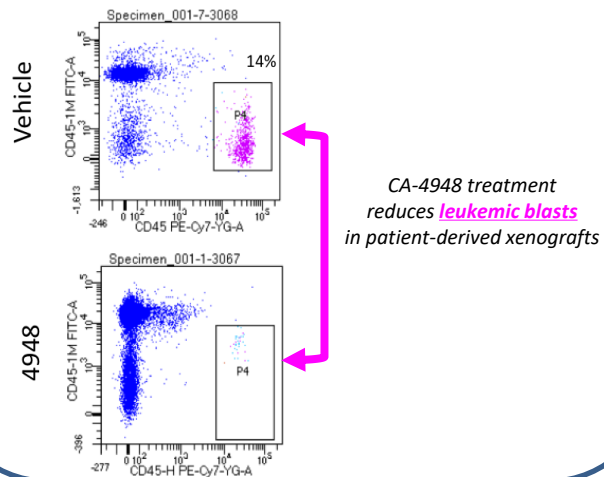 Vehicle
Specimen_001-7-3068
14%
P4
CD45-1M FITC-A
10^5
10^4
10^3
0
-1,613
-246
0 10^2 10^3 10^4 10^5
CD45 PE-Cy7-YG-A
CA-4948 treatment
reduces leukemic blasts
in patient-derived xenografts
4948
Specimen_001-1-3067
P4
CD45-1M FITC-A
10^5
10^4
10^3
0
-396
-277
0 10^2 10^3 10^4 10^5
CD45-H PE-Cy7-YG-A